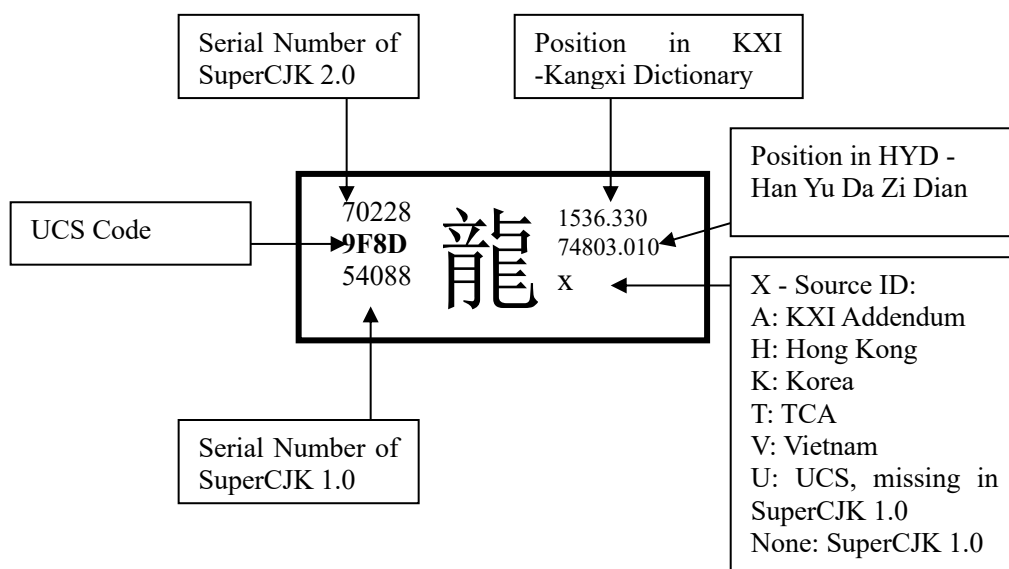 Serial Number of
SuperCJK 2.0
Position in KXI
-Kangxi Dictionary
Position in HYD -
Han Yu Da Zi Dian
UCS Code
70228
9F8D
54088
龍
1536.330
74803.010
x
X - Source ID:
A: KXI Addendum
H: Hong Kong
K: Korea
T: TCA
V: Vietnam
U: UCS, missing in
SuperCJK 1.0
None: SuperCJK 1.0
Serial Number of
SuperCJK 1.0